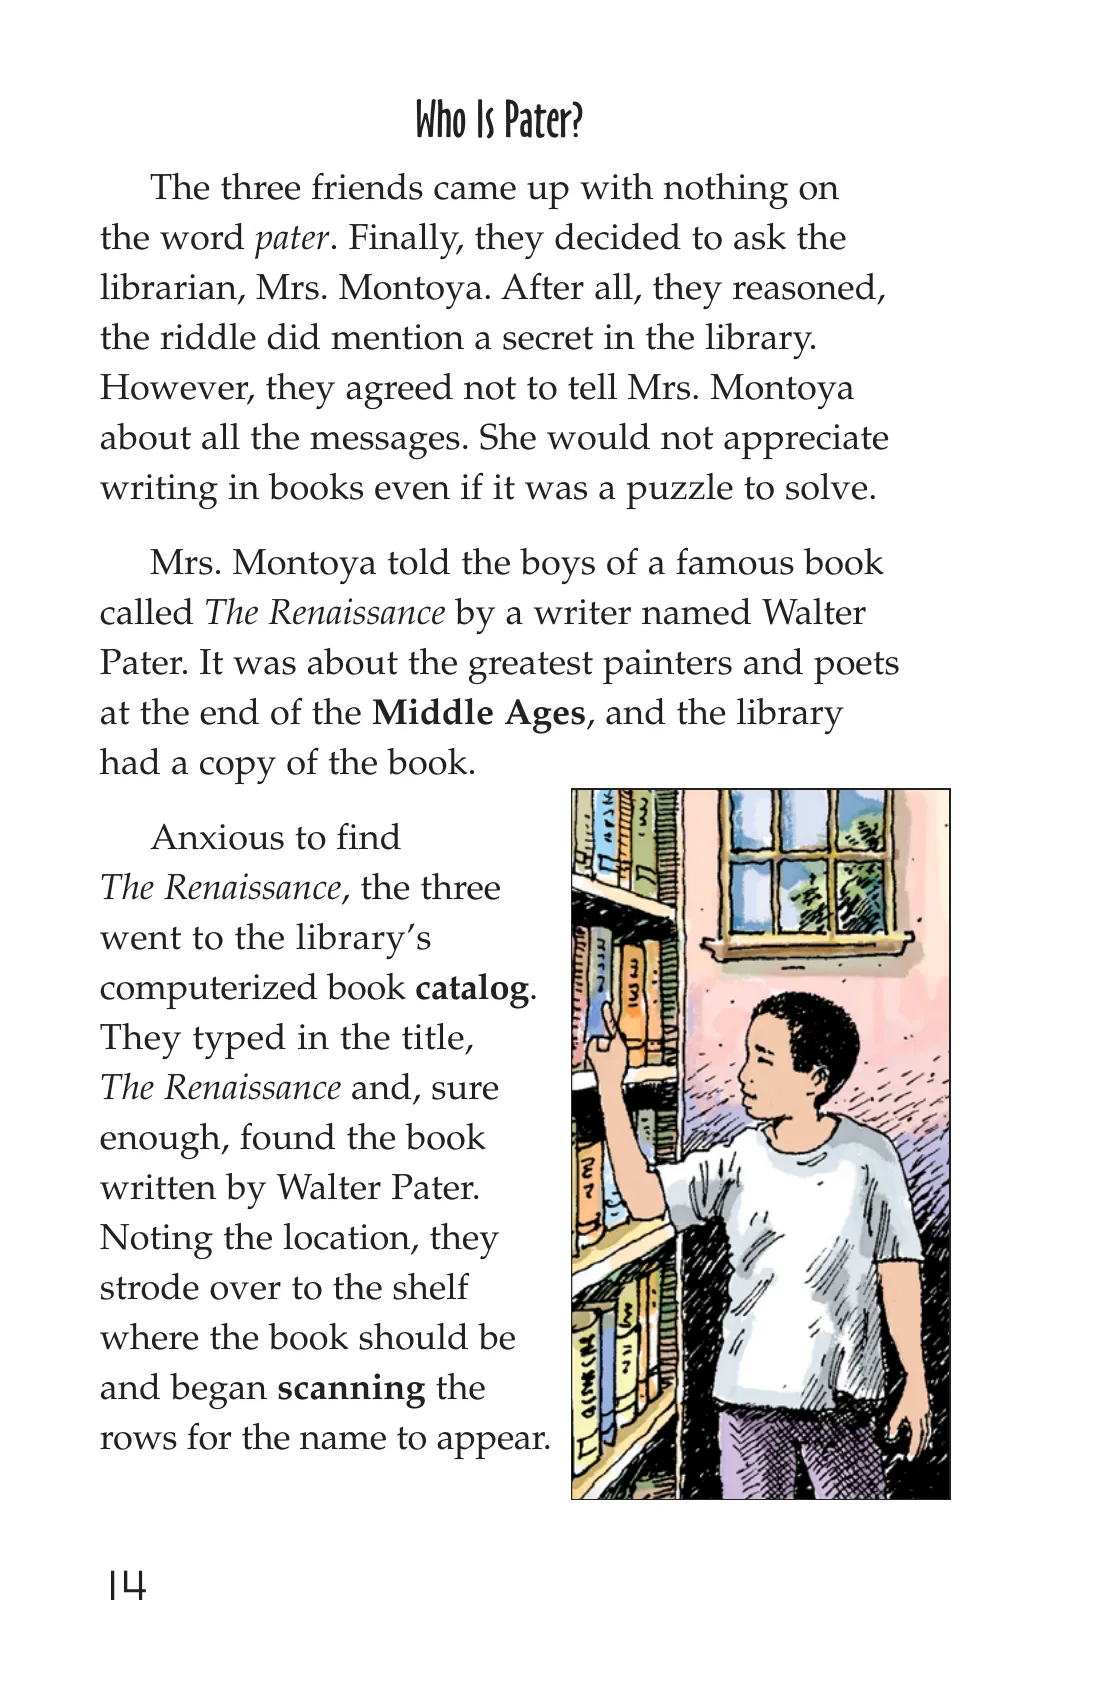 Who Is Pater?
The three friends came up with nothing on
the word pater. Finally, they decided to ask the
librarian, Mrs. Montoya. After all, they reasoned,
the riddle did mention a secret in the library.
However, they agreed not to tell Mrs. Montoya
about all the messages. She would not appreciate
writing in books even if it was a puzzle to solve.
Mrs. Montoya told the boys of a famous book
called The Renaissance by a writer named Walter
Pater. It was about the greatest painters and poets
at the end of the Middle Ages, and the library
had a copy of the book.
Anxious to find
The Renaissance, the three
went to the library’s
computerized book catalog.
They typed in the title,
The Renaissance and, sure
enough, found the book
written by Walter Pater.
Noting the location, they
strode over to the shelf
where the book should be
and began scanning the
rows for the name to appear.
14